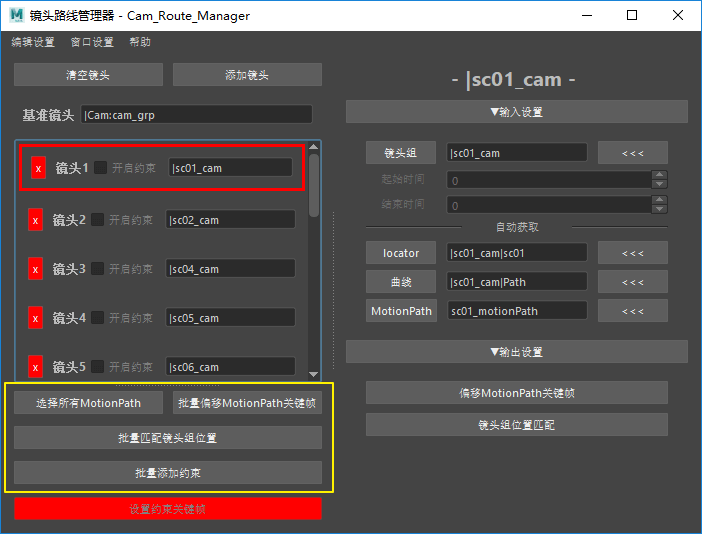 镜头路线管理器 - Cam_Route_Manager
编辑设置 窗口设置 帮助
清空镜头 添加镜头
基准镜头 |Cam:cam_grp
x 镜头1 开启约束 |sc01_cam
x 镜头2 开启约束 |sc02_cam
x 镜头3 开启约束 |sc04_cam
x 镜头4 开启约束 |sc05_cam
x 镜头5 开启约束 |sc06_cam
选择所有MotionPath 批量偏移MotionPath关键帧
批量匹配镜头组位置
批量添加约束
设置约束关键帧
- |sc01_cam -
▼输入设置
镜头组 |sc01_cam <<<
起始时间 0
结束时间 0
自动获取
locator |sc01_cam|sc01 <<<
曲线 |sc01_cam|Path <<<
MotionPath sc01_motionPath <<<
▼输出设置
偏移MotionPath关键帧
镜头组位置匹配